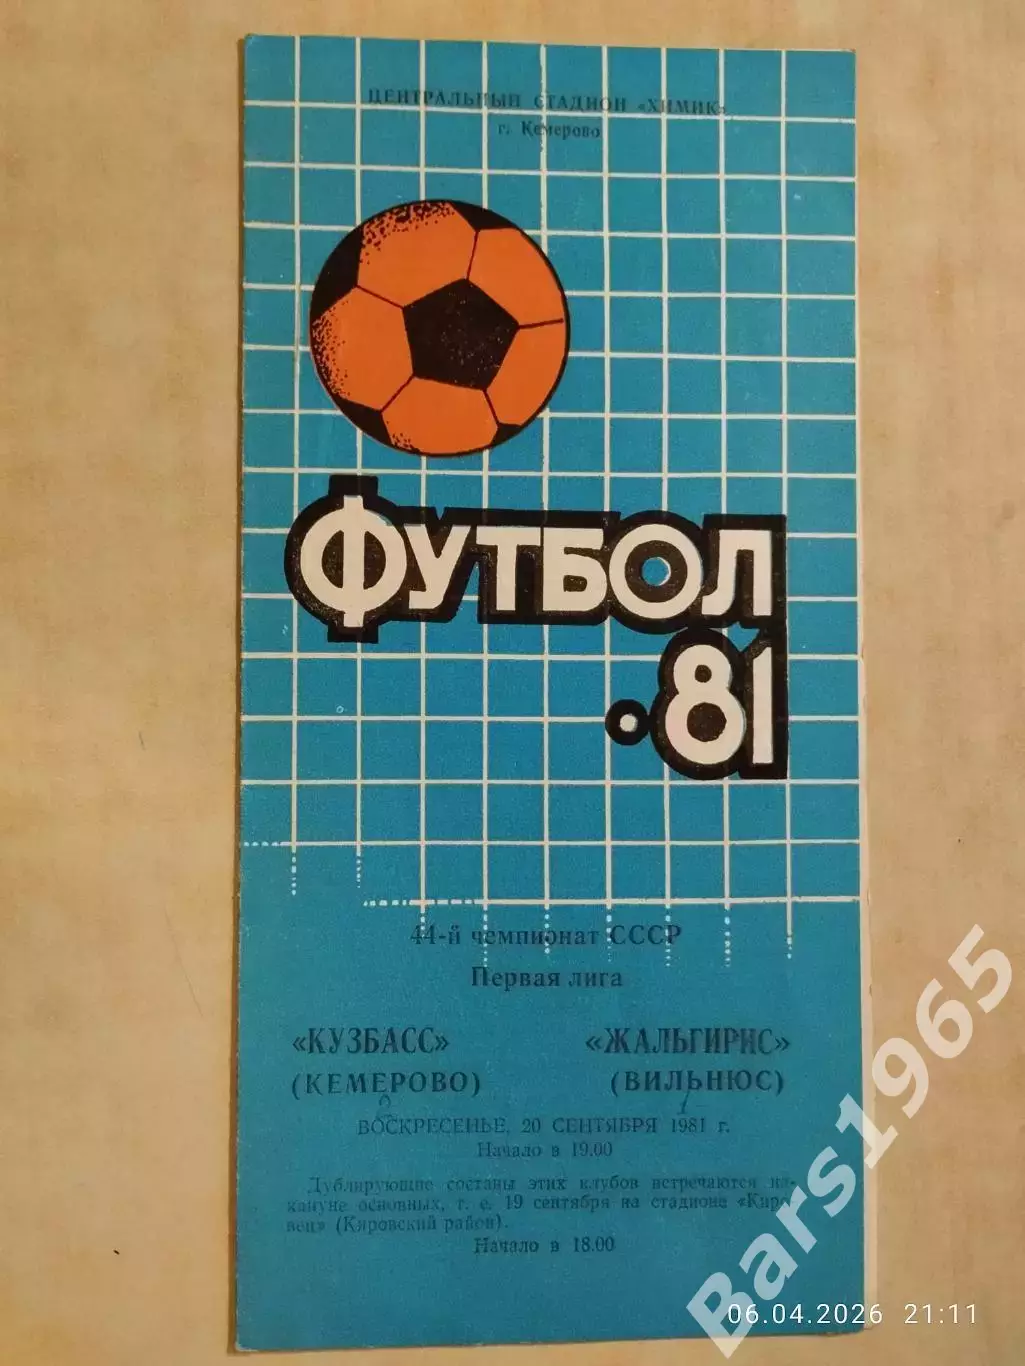 ЦЕНТРАЛЬНЫЙ СТАДИОН «ХИМИК»
г. Кемерово
ФУТБОЛ
·81
44-й чемпионат СССР
Первая лига
«КУЗБАСС» «ЖАЛЬГИРИС»
(КЕМЕРОВО) (ВИЛЬНЮС)
ВОСКРЕСЕНЬЕ, 20 СЕНТЯБРЯ 1981 г.
Начало в 19.00
Дублирующие составы этих клубов встречаются на-
кануне основных, т. е. 19 сентября на стадионе «Киро-
вец» (Кировский район).
Начало в 18.00
Bars1965
06.04.2026 21:11